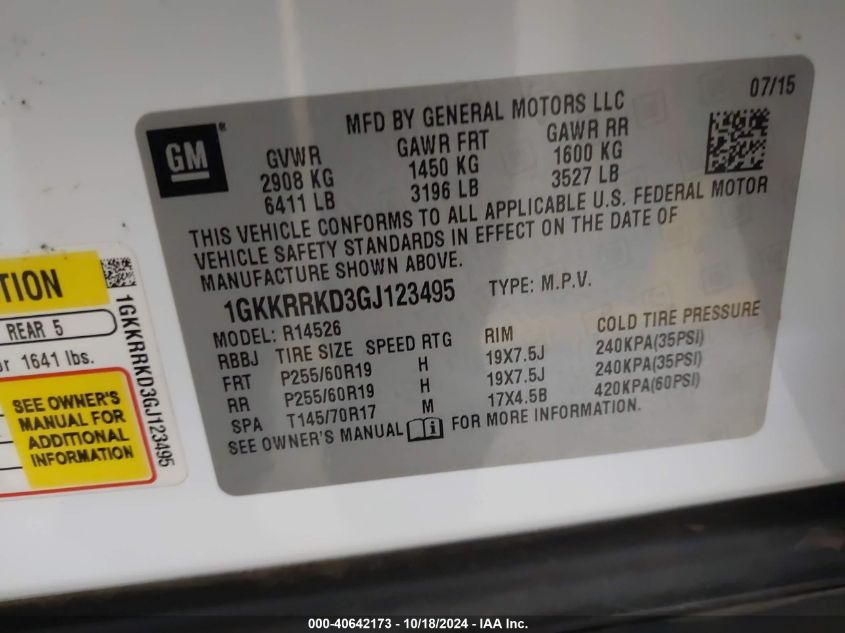 07/15
MFD BY GENERAL MOTORS LLC
GM®
GVWR GAWR FRT GAWR RR
2908 KG 1450 KG 1600 KG
6411 LB 3196 LB 3527 LB
THIS VEHICLE CONFORMS TO ALL APPLICABLE U.S. FEDERAL MOTOR
VEHICLE SAFETY STANDARDS IN EFFECT ON THE DATE OF
MANUFACTURE SHOWN ABOVE.
1GKKRRKD3GJ123495 TYPE: M.P.V.
MODEL: R14526
RBBJ TIRE SIZE SPEED RTG RIM COLD TIRE PRESSURE
FRT P255/60R19 H 19X7.5J 240KPA(35PSI)
RR P255/60R19 H 19X7.5J 240KPA(35PSI)
SPA T145/70R17 M 17X4.5B 420KPA(60PSI)
SEE OWNER'S MANUAL FOR MORE INFORMATION.
TION
REAR 5
or 1641 lbs.
SEE OWNER'S
MANUAL FOR
ADDITIONAL
INFORMATION
1GKKRRKD3GJ123495
000-40642173 - 10/18/2024 - IAA Inc.